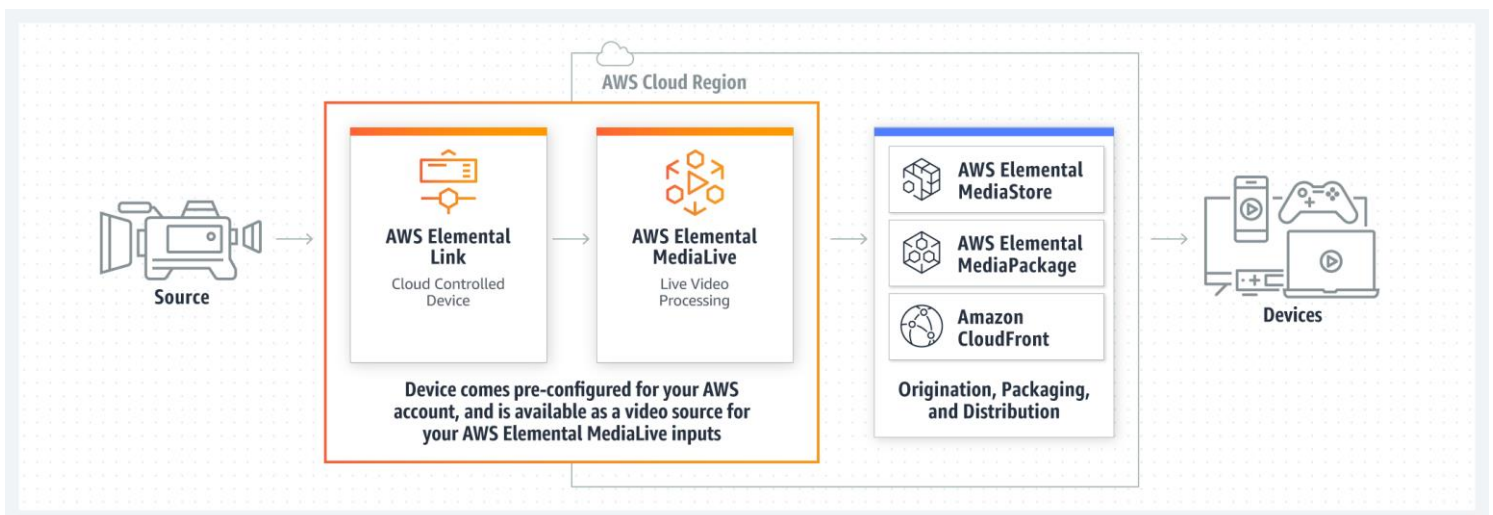 AWS Cloud Region
Source
AWS Elemental
Link
Cloud Controlled
Device
AWS Elemental
MediaLive
Live Video
Processing
Device comes pre-configured for your AWS
account, and is available as a video source for
your AWS Elemental MediaLive inputs
AWS Elemental
MediaStore
AWS Elemental
MediaPackage
Amazon
CloudFront
Origination, Packaging,
and Distribution
Devices